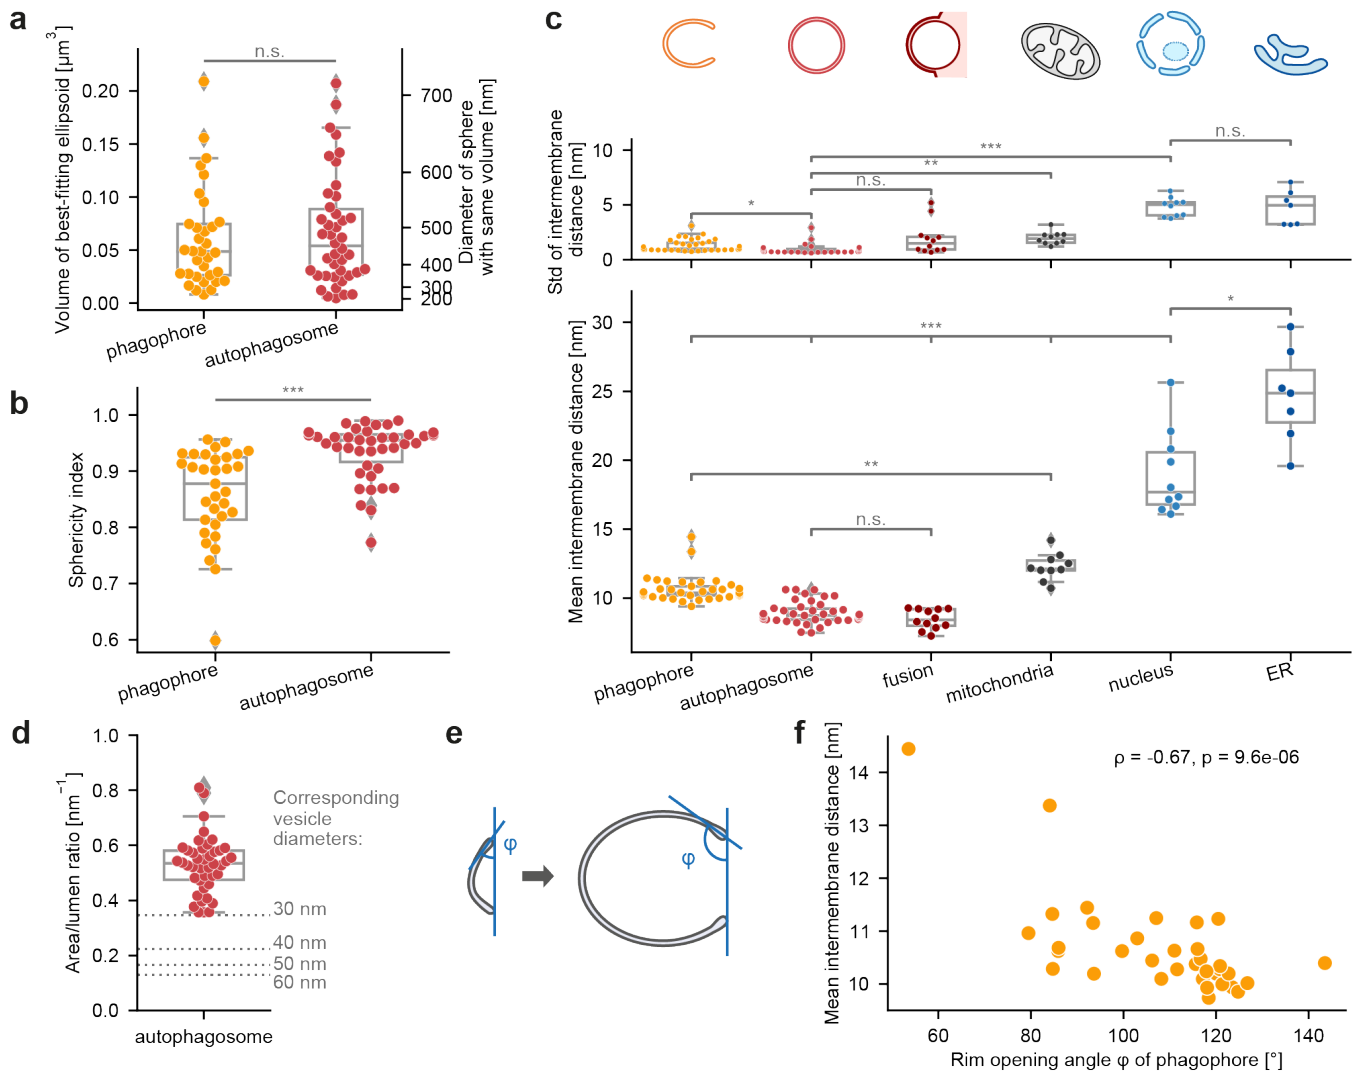 a
Volume of best-fitting ellipsoid [µm³]
0.20
0.15
0.10
0.05
0.00
n.s.
700
600
500
400
300
200
Diameter of sphere
with same volume [nm]
phagophore
autophagosome
b
Sphericity index
1.0
0.9
0.8
0.7
0.6
***
phagophore
autophagosome
c
Std of intermembrane
distance [nm]
10
5
0
*
n.s.
**
***
n.s.
Mean intermembrane distance [nm]
30
25
20
15
10
***
*
**
n.s.
phagophore
autophagosome
fusion
mitochondria
nucleus
ER
d
Area/lumen ratio [nm⁻¹]
1.0
0.8
0.6
0.4
0.2
0.0
Corresponding
vesicle
diameters:
30 nm
40 nm
50 nm
60 nm
autophagosome
e
φ
φ
f
Mean intermembrane distance [nm]
14
13
12
11
10
ρ = -0.67, p = 9.6e-06
60
80
100
120
140
Rim opening angle φ of phagophore [°]